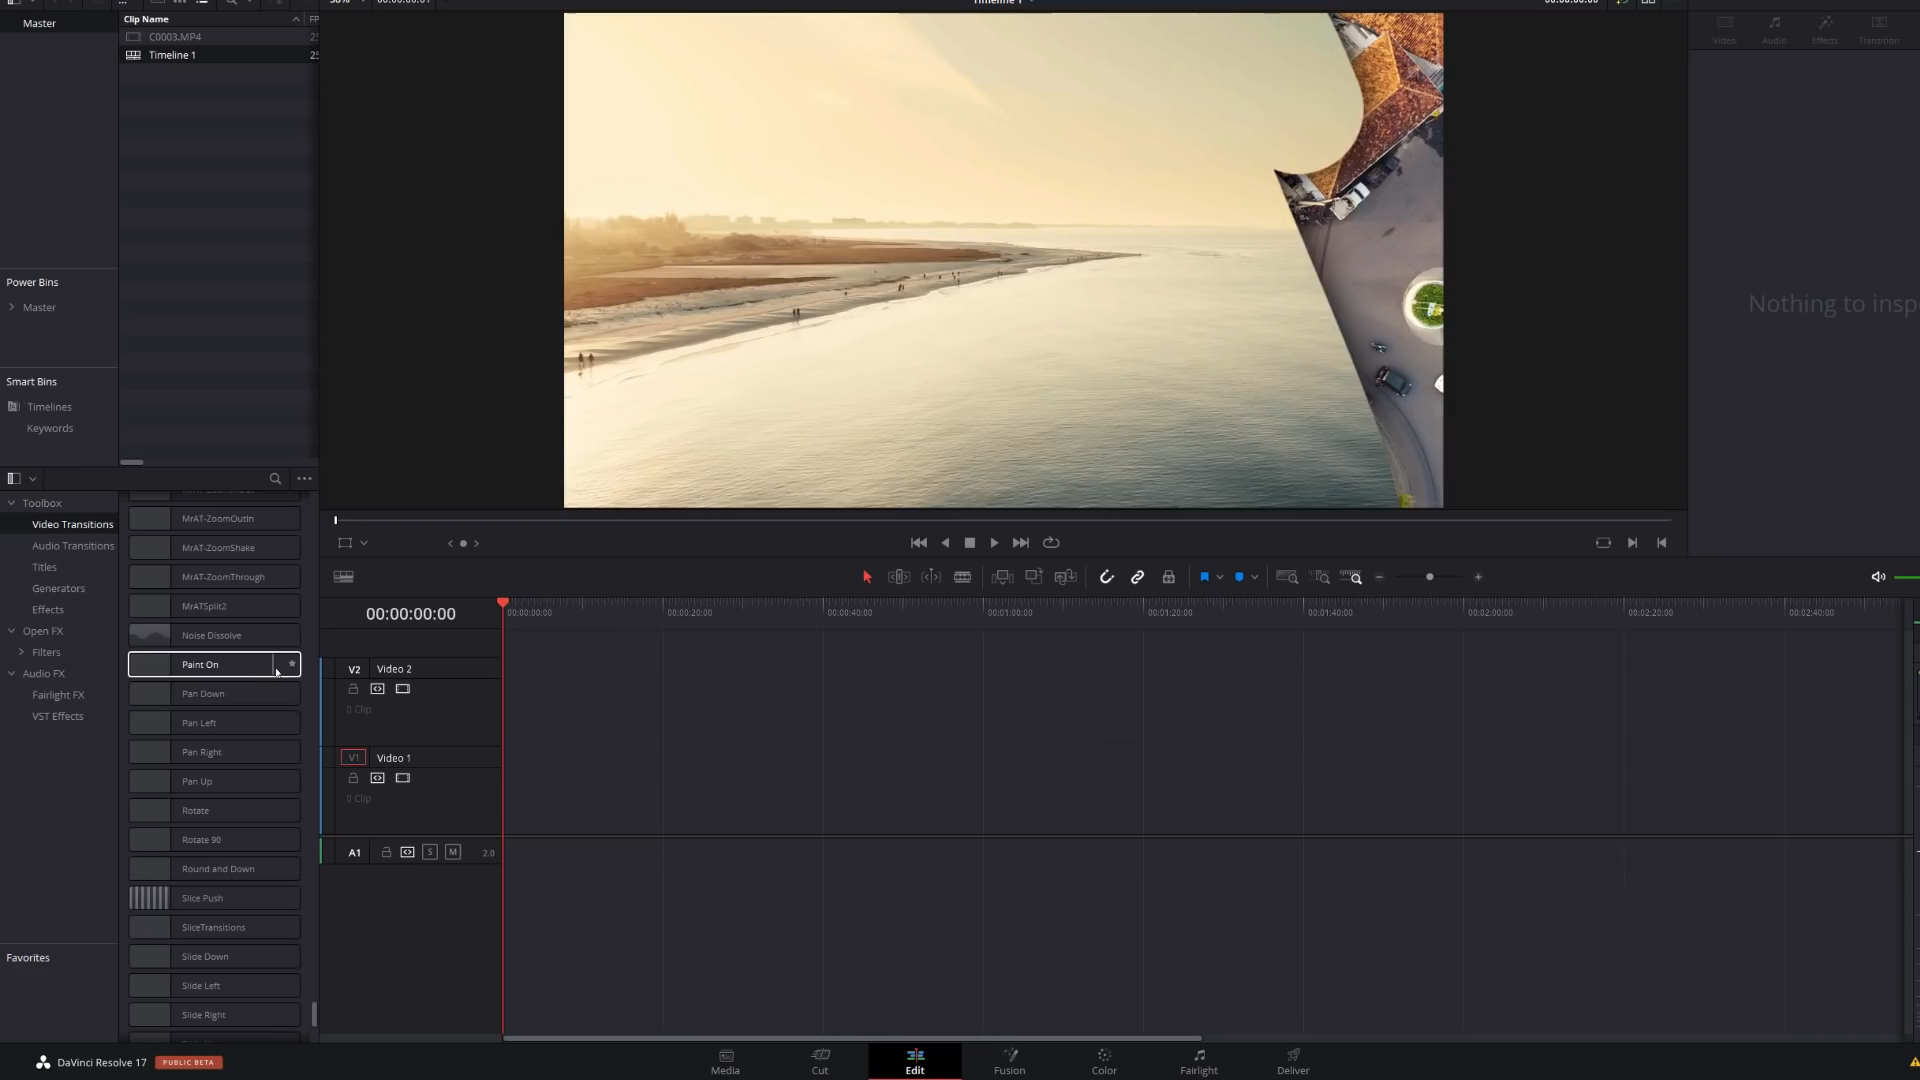 Master
Clip Name
C0003.MP4
Timeline 1
Power Bins
Master
Smart Bins
Timelines
Keywords
Video
Audio
Effects
Transition
Nothing to insp
Toolbox
Video Transitions
Audio Transitions
Titles
Generators
Effects
Open FX
Filters
Audio FX
Fairlight FX
VST Effects
Favorites
MrAT-ZoomOutIn
MrAT-ZoomShake
MrAT-ZoomThrough
MrATSplit2
Noise Dissolve
Paint On
Pan Down
Pan Left
Pan Right
Pan Up
Rotate
Rotate 90
Round and Down
Slice Push
SliceTransitions
Slide Down
Slide Left
Slide Right
00:00:00:00
00:00:00:00
00:00:20:00
00:00:40:00
00:01:00:00
00:01:20:00
00:01:40:00
00:02:00:00
00:02:20:00
00:02:40:00
V2 Video 2
0 Clip
V1 Video 1
0 Clip
A1 S M 2.0
DaVinci Resolve 17 PUBLIC BETA
Media
Cut
Edit
Fusion
Color
Fairlight
Deliver